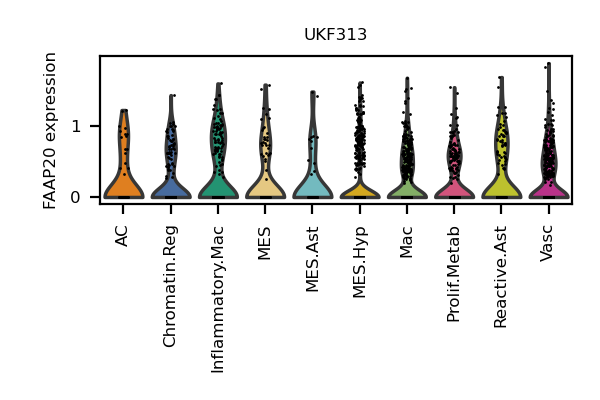 UKF313
FAAP20 expression
1
0
AC
Chromatin.Reg
Inflammatory.Mac
MES
MES.Ast
MES.Hyp
Mac
Prolif.Metab
Reactive.Ast
Vasc